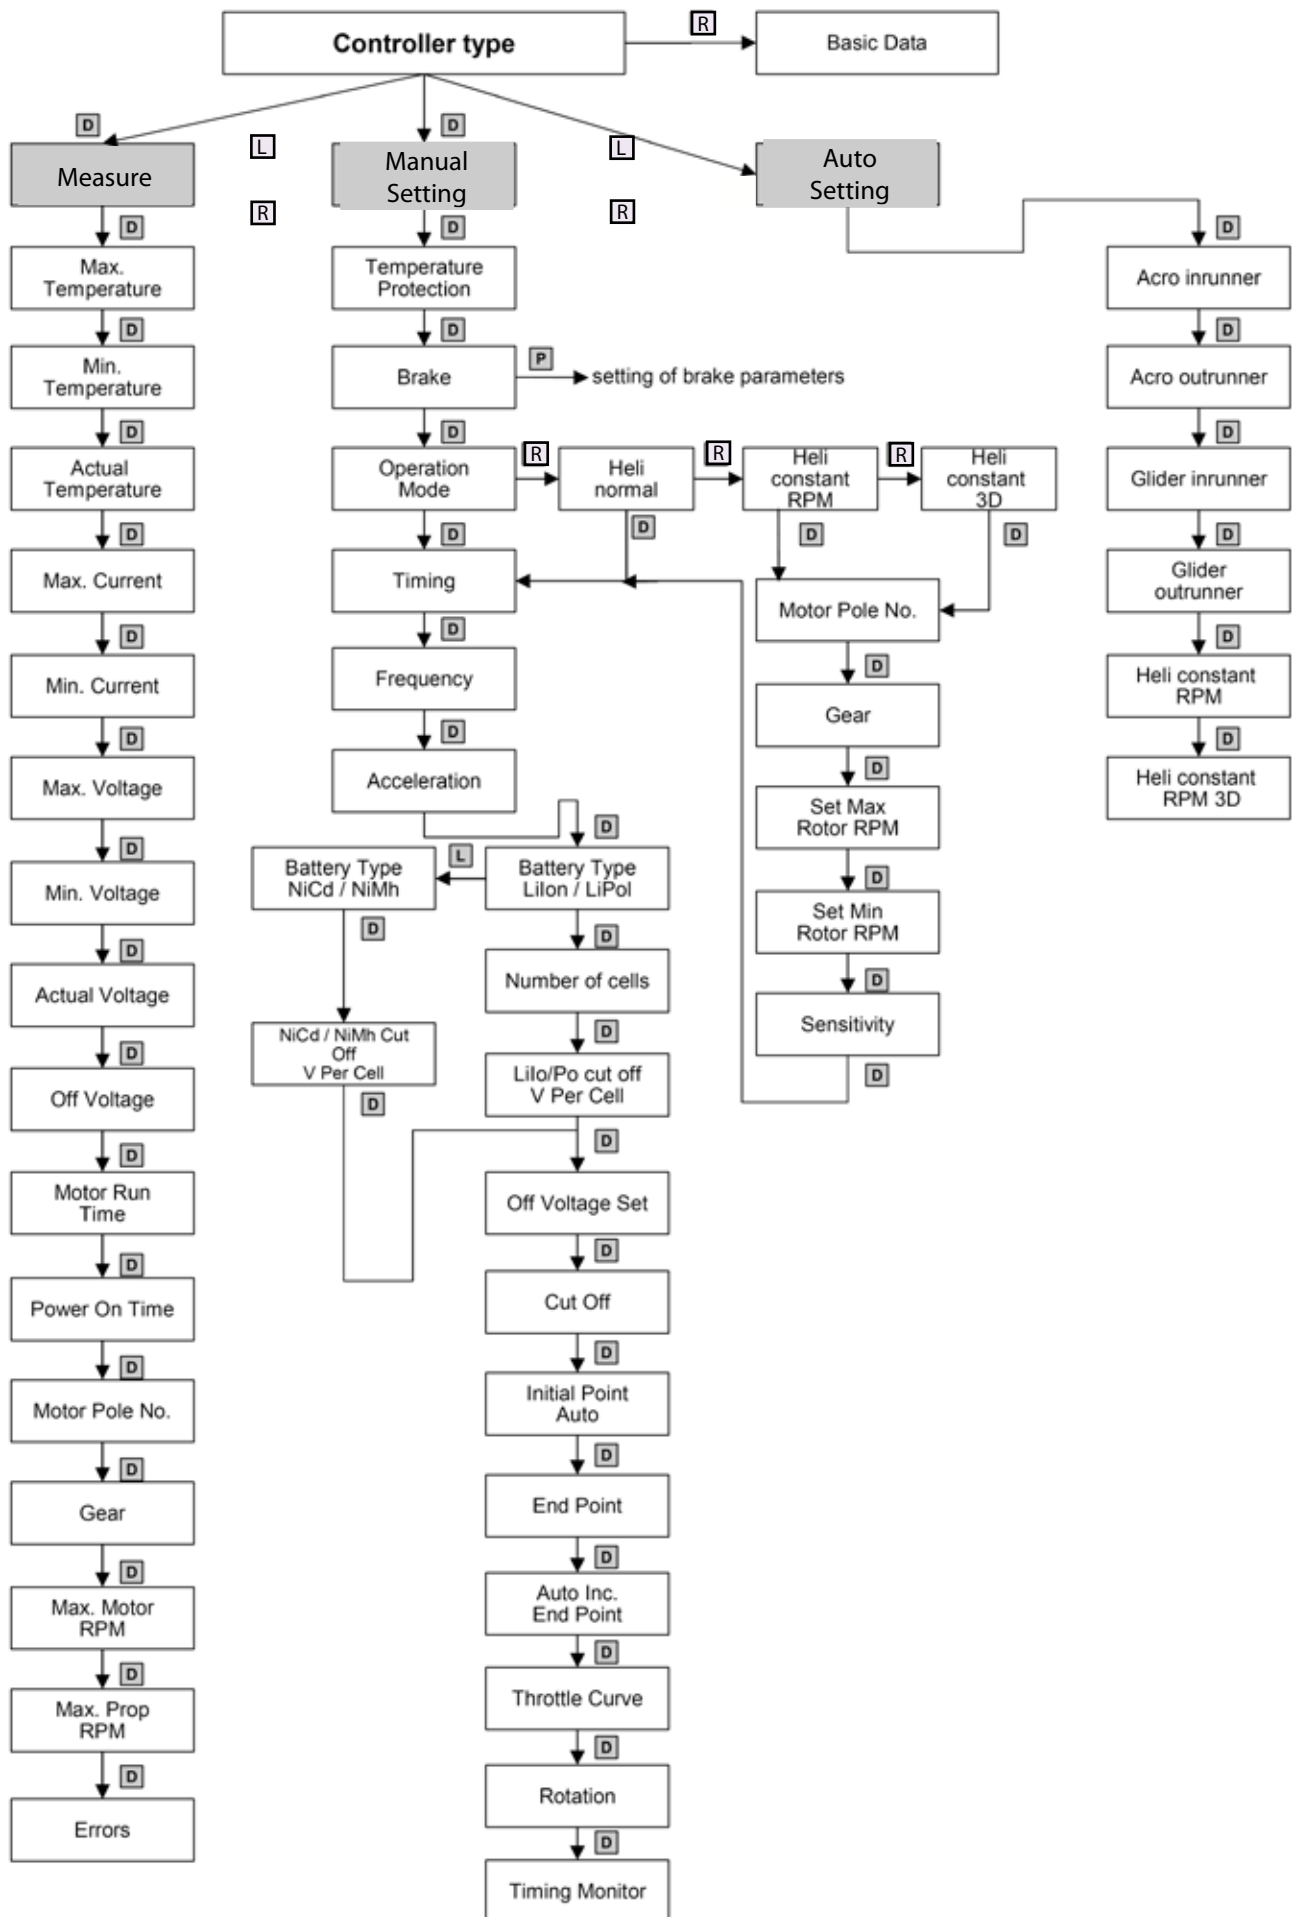 Controller type
R
Basic Data
D
D
L
L
Measure
Manual
Setting
Auto
Setting
R
R
D
D
D
Max.
Temperature
Temperature
Protection
Acro inrunner
D
D
D
Min.
Temperature
Brake
P
setting of brake parameters
Acro outrunner
D
D
D
Actual
Temperature
Operation
Mode
R
Heli
normal
R
Heli
constant
RPM
R
Heli
constant
3D
Glider inrunner
D
D
D
D
D
D
Max. Current
Timing
Motor Pole No.
Glider
outrunner
D
D
D
D
Min. Current
Frequency
Gear
Heli constant
RPM
D
D
D
D
Max. Voltage
Acceleration
Set Max
Rotor RPM
Heli constant
RPM 3D
D
D
D
Min. Voltage
Battery Type
NiCd / NiMh
L
Battery Type
LiIon / LiPol
Set Min
Rotor RPM
D
D
D
D
Actual Voltage
Number of cells
Sensitivity
D
D
D
Off Voltage
NiCd / NiMh Cut
Off
V Per Cell
LiIo/Po cut off
V Per Cell
D
D
D
Motor Run
Time
Off Voltage Set
D
D
Power On Time
Cut Off
D
D
Motor Pole No.
Initial Point
Auto
D
D
Gear
End Point
D
D
Max. Motor
RPM
Auto Inc.
End Point
D
D
Max. Prop
RPM
Throttle Curve
D
D
Errors
Rotation
D
Timing Monitor